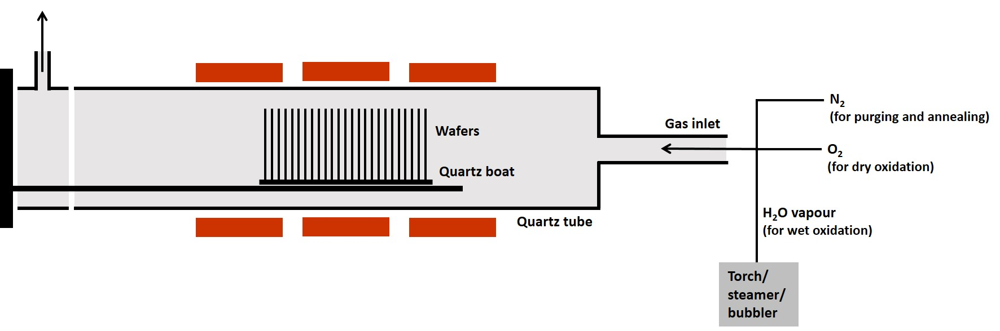 N₂
(for purging and annealing)
Gas inlet
Wafers
O₂
(for dry oxidation)
Quartz boat
H₂O vapour
(for wet oxidation)
Quartz tube
Torch/
steamer/
bubbler